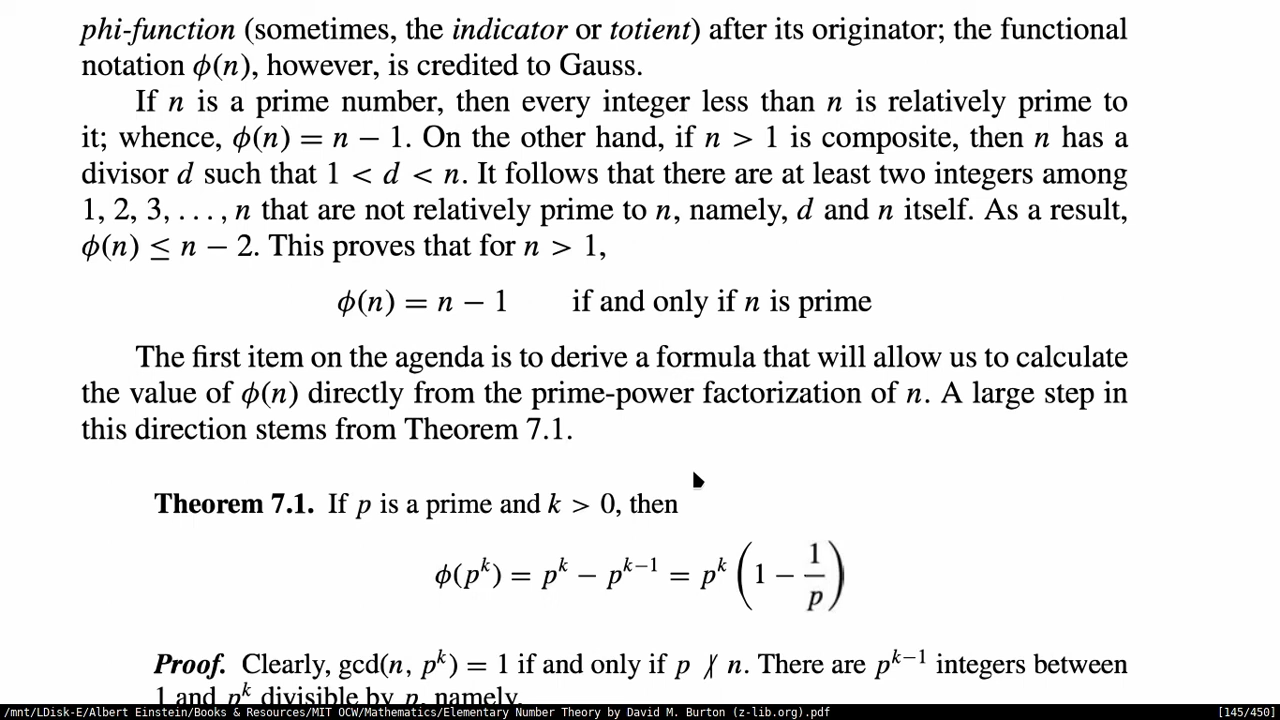 phi-function (sometimes, the indicator or totient) after its originator; the functional
notation ϕ(n), however, is credited to Gauss.
If n is a prime number, then every integer less than n is relatively prime to
it; whence, ϕ(n) = n − 1. On the other hand, if n > 1 is composite, then n has a
divisor d such that 1 < d < n. It follows that there are at least two integers among
1, 2, 3, . . . , n that are not relatively prime to n, namely, d and n itself. As a result,
ϕ(n) ≤ n − 2. This proves that for n > 1,
ϕ(n) = n − 1 if and only if n is prime
The first item on the agenda is to derive a formula that will allow us to calculate
the value of ϕ(n) directly from the prime-power factorization of n. A large step in
this direction stems from Theorem 7.1.
Theorem 7.1. If p is a prime and k > 0, then
ϕ(p^k) = p^k − p^{k−1} = p^k (1 − 1/p)
Proof. Clearly, gcd(n, p^k) = 1 if and only if p ∤ n. There are p^{k−1} integers between
1 and p^k divisible by p, namely,
/mnt/LDisk-E/Albert Einstein/Books & Resources/MIT OCW/Mathematics/Elementary Number Theory by David M. Burton (z-lib.org).pdf [145/450]